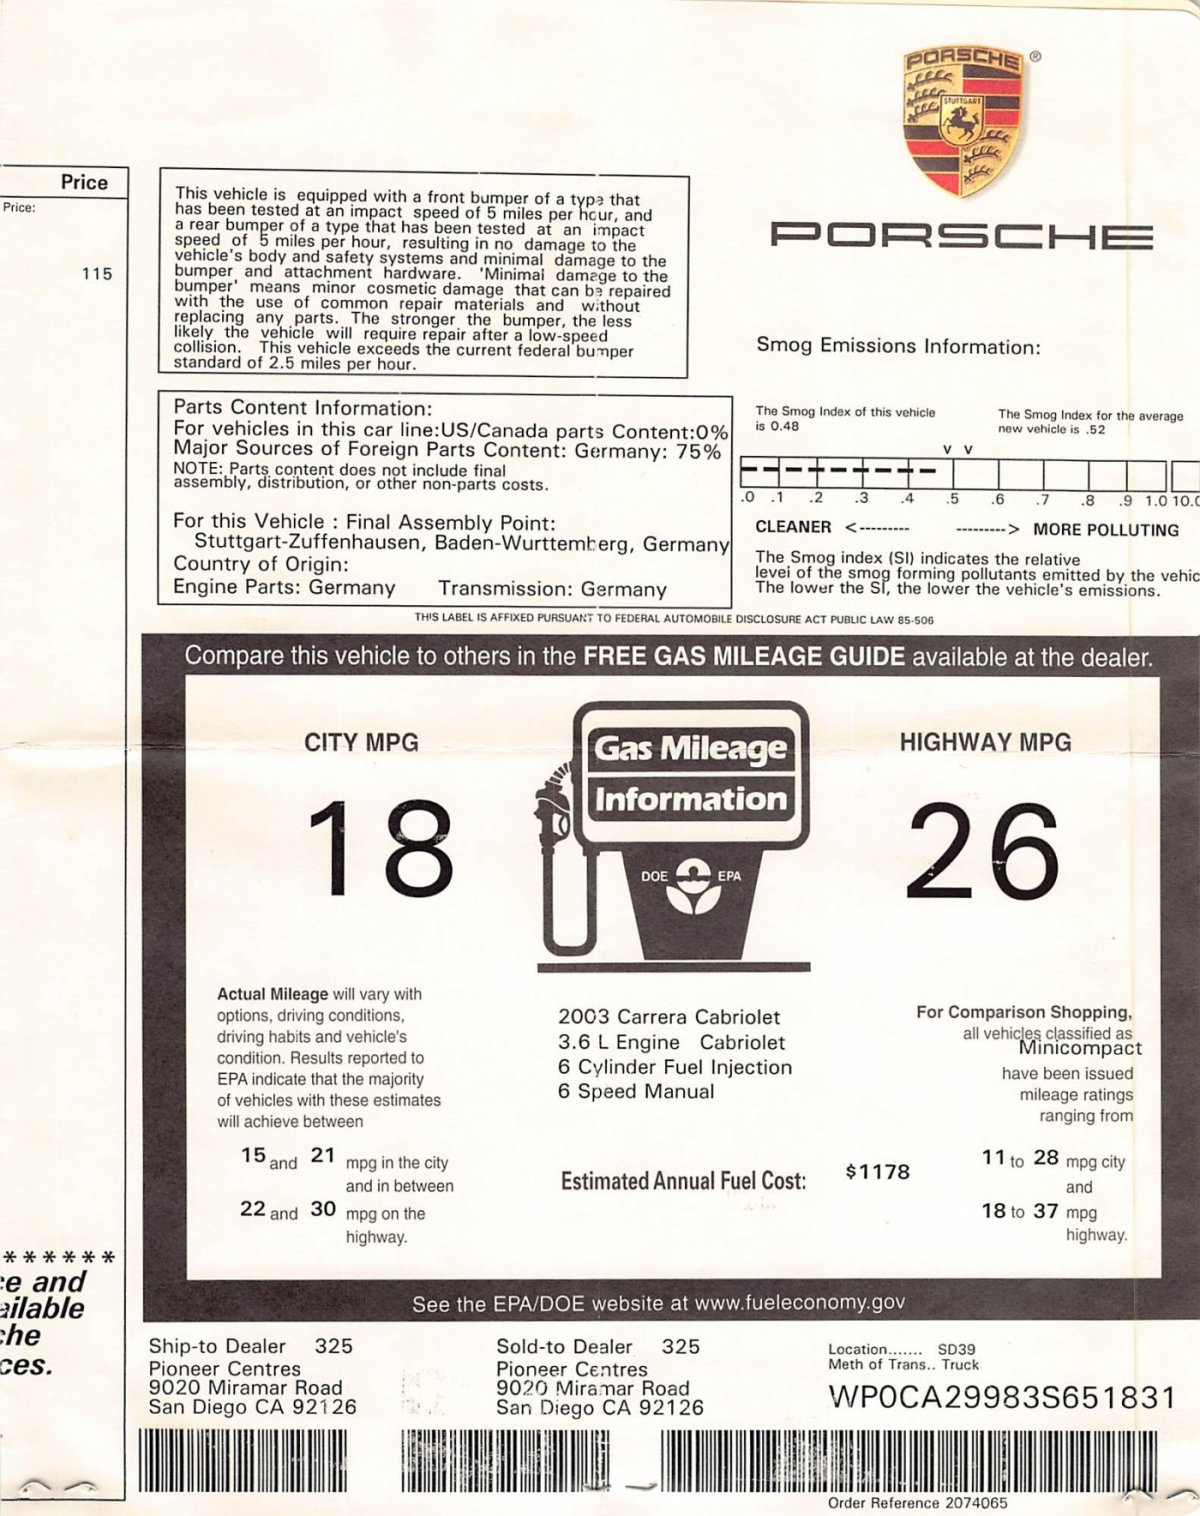 PORSCHE
STUTTGART
®
PORSCHE
Price
Price:
115
******
ce and
ailable
che
ces.
This vehicle is equipped with a front bumper of a type that
has been tested at an impact speed of 5 miles per hour, and
a rear bumper of a type that has been tested at an impact
speed of 5 miles per hour, resulting in no damage to the
vehicle's body and safety systems and minimal damage to the
bumper and attachment hardware. 'Minimal damage to the
bumper' means minor cosmetic damage that can be repaired
with the use of common repair materials and without
replacing any parts. The stronger the bumper, the less
likely the vehicle will require repair after a low-speed
collision. This vehicle exceeds the current federal bumper
standard of 2.5 miles per hour.
Smog Emissions Information:
The Smog Index of this vehicle
is 0.48
The Smog Index for the average
new vehicle is .52
v v
.0 .1 .2 .3 .4 .5 .6 .7 .8 .9 1.0 10.0
CLEANER <--------- ---------> MORE POLLUTING
The Smog index (SI) indicates the relative
level of the smog forming pollutants emitted by the vehic
The lower the SI, the lower the vehicle's emissions.
Parts Content Information:
For vehicles in this car line:US/Canada parts Content:0%
Major Sources of Foreign Parts Content: Germany: 75%
NOTE: Parts content does not include final
assembly, distribution, or other non-parts costs.
For this Vehicle : Final Assembly Point:
Stuttgart-Zuffenhausen, Baden-Wurttemberg, Germany
Country of Origin:
Engine Parts: Germany Transmission: Germany
THIS LABEL IS AFFIXED PURSUANT TO FEDERAL AUTOMOBILE DISCLOSURE ACT PUBLIC LAW 85-506
Compare this vehicle to others in the FREE GAS MILEAGE GUIDE available at the dealer.
CITY MPG
18
Gas Mileage
Information
DOE EPA
HIGHWAY MPG
26
Actual Mileage will vary with
options, driving conditions,
driving habits and vehicle's
condition. Results reported to
EPA indicate that the majority
of vehicles with these estimates
will achieve between
15 and 21 mpg in the city
and in between
22 and 30 mpg on the
highway.
2003 Carrera Cabriolet
3.6 L Engine Cabriolet
6 Cylinder Fuel Injection
6 Speed Manual
Estimated Annual Fuel Cost: $1178
For Comparison Shopping,
all vehicles classified as
Minicompact
have been issued
mileage ratings
ranging from
11 to 28 mpg city
and
18 to 37 mpg
highway.
See the EPA/DOE website at www.fueleconomy.gov
Ship-to Dealer 325
Pioneer Centres
9020 Miramar Road
San Diego CA 92126
Sold-to Dealer 325
Pioneer Centres
9020 Miramar Road
San Diego CA 92126
Location....... SD39
Meth of Trans.. Truck
WP0CA29983S651831
Order Reference 2074065